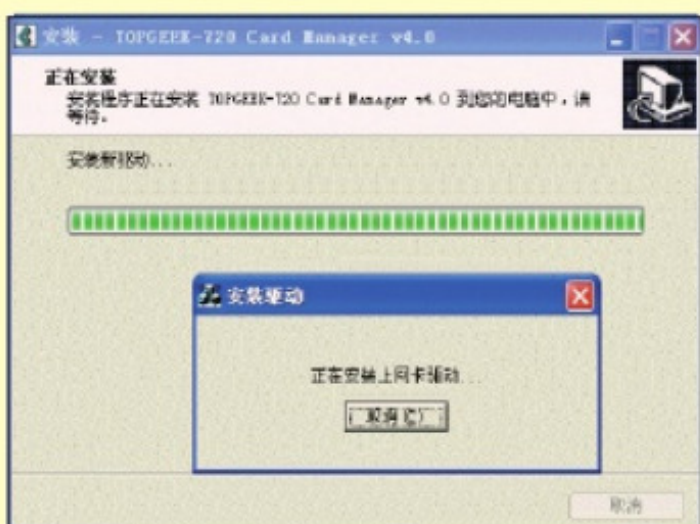 安装 - TOPGEEK-720 Card Manager v4.0
正在安装
安装程序正在安装 TOPGEEK-720 Card Manager v4.0 到您的电脑中，请
等待。
安装新驱动...
安装驱动
正在安装上网卡驱动...
取消(C)
取消